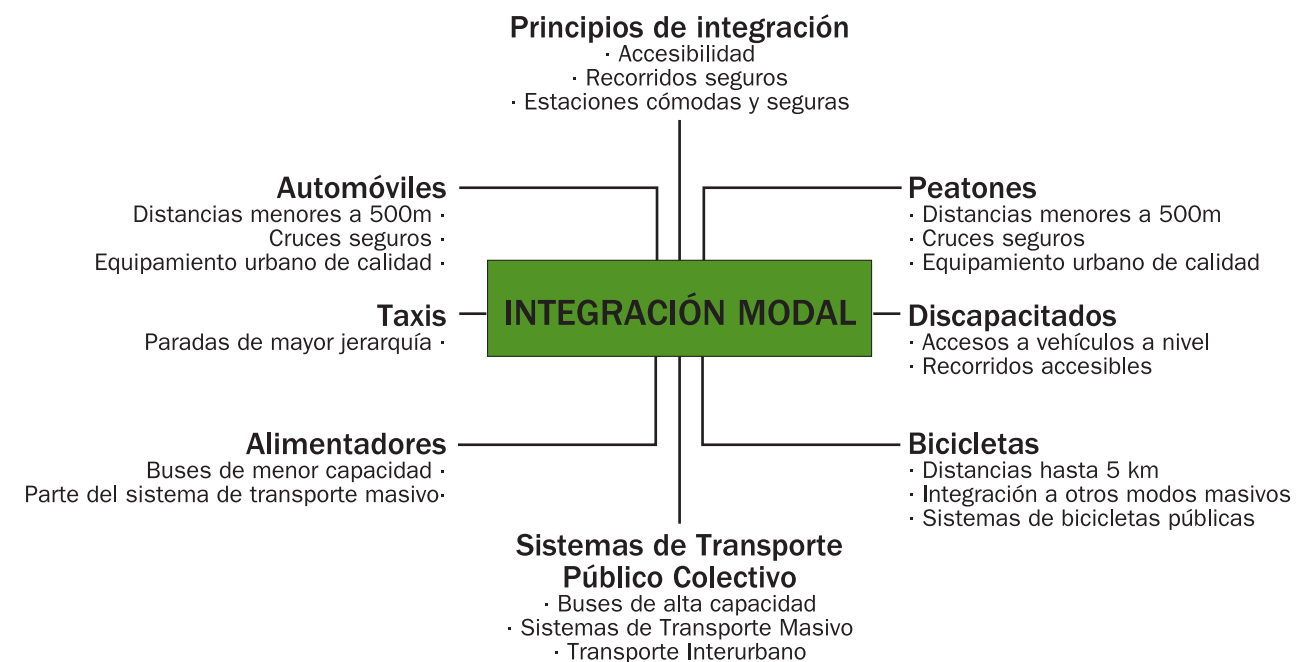 Principios de integración
· Accesibilidad
· Recorridos seguros
· Estaciones cómodas y seguras
Automóviles
Distancias menores a 500m ·
Cruces seguros ·
Equipamiento urbano de calidad ·
Peatones
· Distancias menores a 500m
· Cruces seguros
· Equipamiento urbano de calidad
Taxis
Paradas de mayor jerarquía ·
INTEGRACIÓN MODAL
Discapacitados
· Accesos a vehículos a nivel
· Recorridos accesibles
Alimentadores
Buses de menor capacidad ·
Parte del sistema de transporte masivo·
Bicicletas
· Distancias hasta 5 km
· Integración a otros modos masivos
· Sistemas de bicicletas públicas
Sistemas de Transporte
Público Colectivo
· Buses de alta capacidad
· Sistemas de Transporte Masivo
· Transporte Interurbano